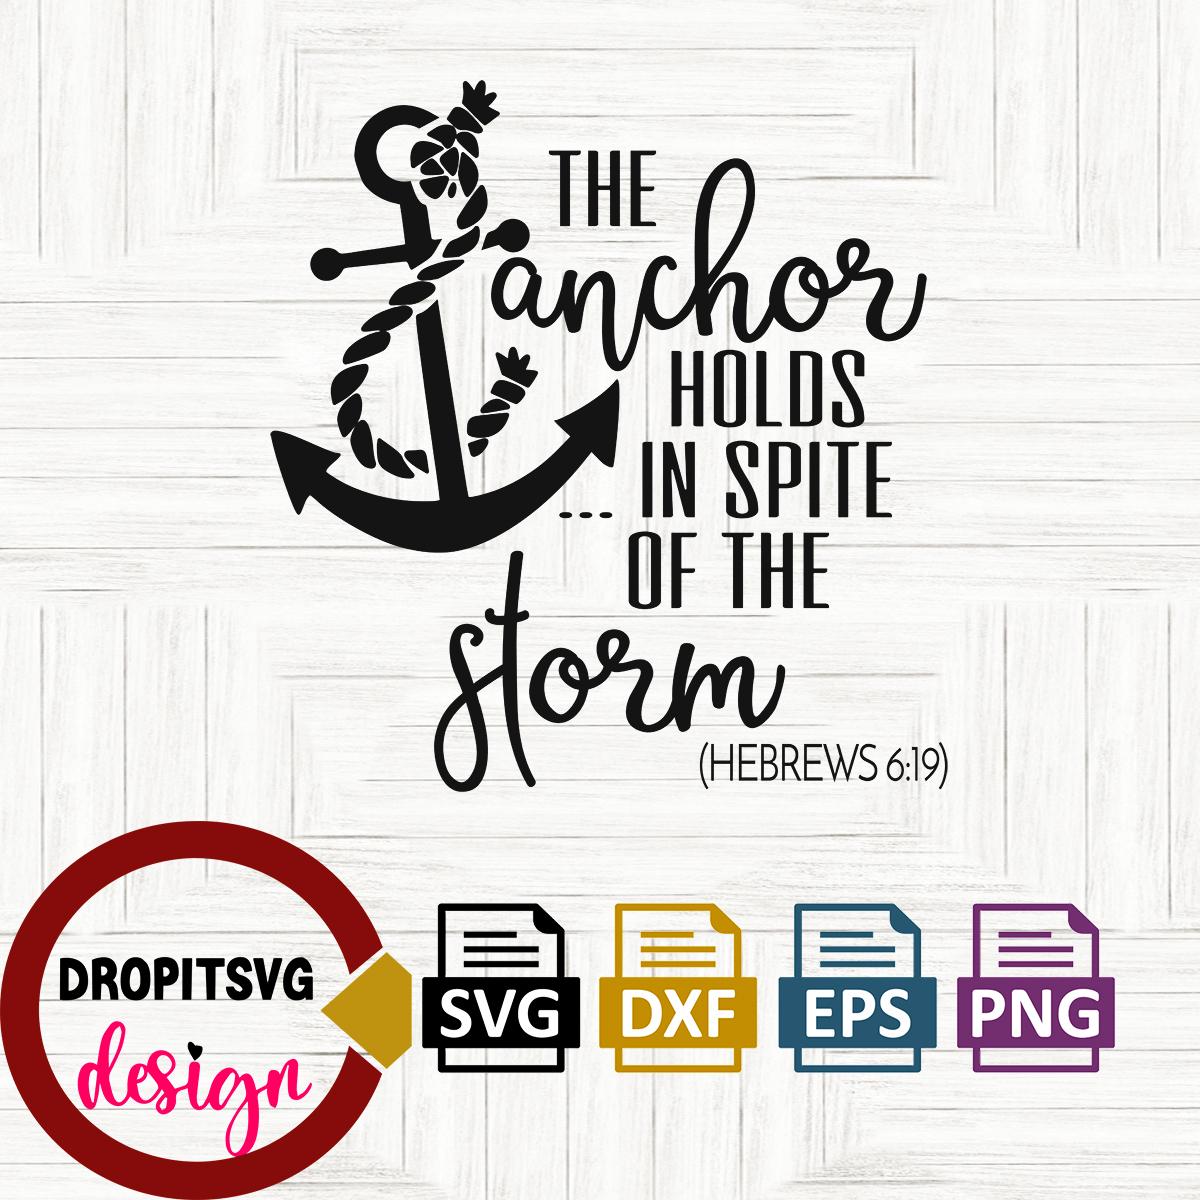 THE
anchor
HOLDS
... IN SPITE
OF THE
storm
(HEBREWS 6:19)
DROPITSVG
design
SVG
DXF
EPS
PNG